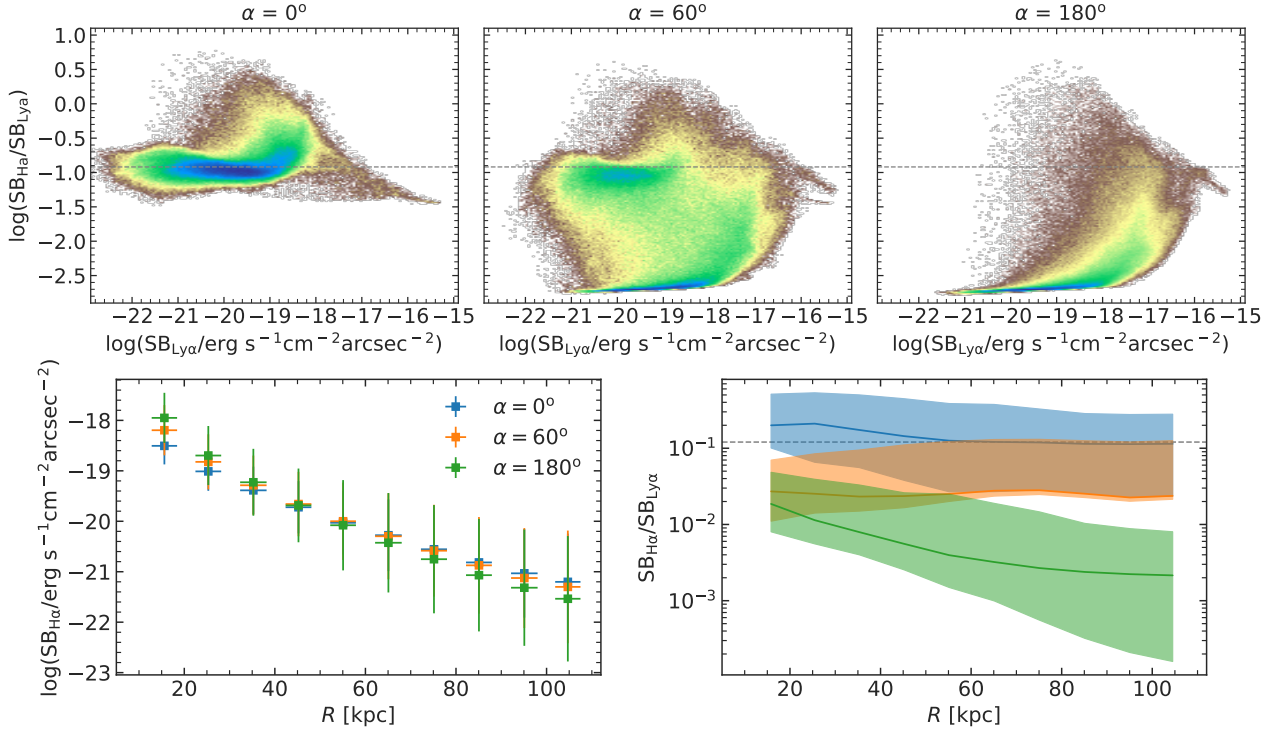 α = 0°
α = 60°
α = 180°
log(SB_Hα/SB_Lyα)
1.0
0.5
0.0
−0.5
−1.0
−1.5
−2.0
−2.5
−22 −21 −20 −19 −18 −17 −16 −15
−22 −21 −20 −19 −18 −17 −16 −15
−22 −21 −20 −19 −18 −17 −16 −15
log(SB_Lyα/erg s⁻¹cm⁻²arcsec⁻²)
log(SB_Lyα/erg s⁻¹cm⁻²arcsec⁻²)
log(SB_Lyα/erg s⁻¹cm⁻²arcsec⁻²)
log(SB_Hα/erg s⁻¹cm⁻²arcsec⁻²)
−18
−19
−20
−21
−22
−23
α = 0°
α = 60°
α = 180°
20 40 60 80 100
R [kpc]
SB_Hα/SB_Lyα
10⁻¹
10⁻²
10⁻³
20 40 60 80 100
R [kpc]